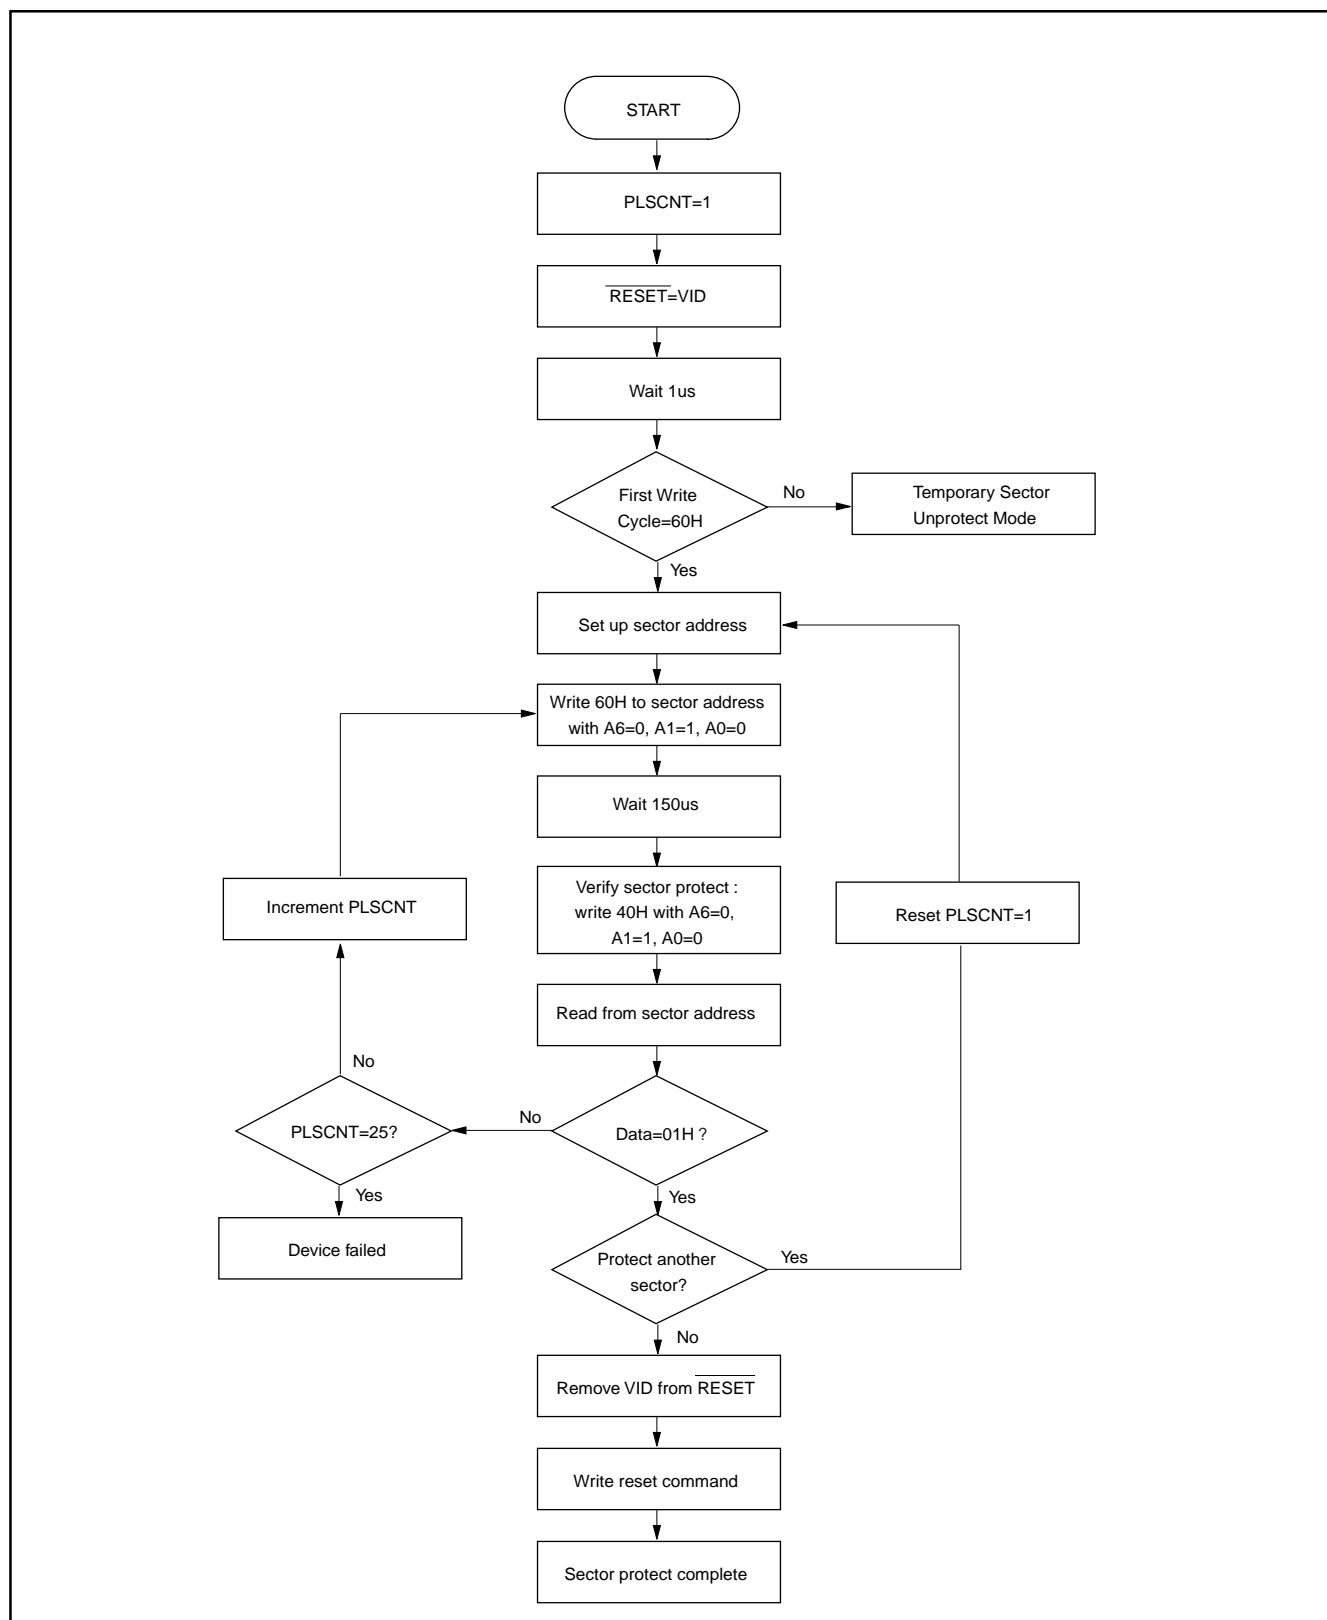 START
PLSCNT=1
RESET=VID
Wait 1us
First Write
Cycle=60H
No
Temporary Sector
Unprotect Mode
Yes
Set up sector address
Write 60H to sector address
with A6=0, A1=1, A0=0
Wait 150us
Verify sector protect :
write 40H with A6=0,
A1=1, A0=0
Increment PLSCNT
Reset PLSCNT=1
Read from sector address
No
PLSCNT=25?
No
Data=01H ?
Yes
Device failed
Yes
Protect another
sector?
Yes
No
Remove VID from RESET
Write reset command
Sector protect complete